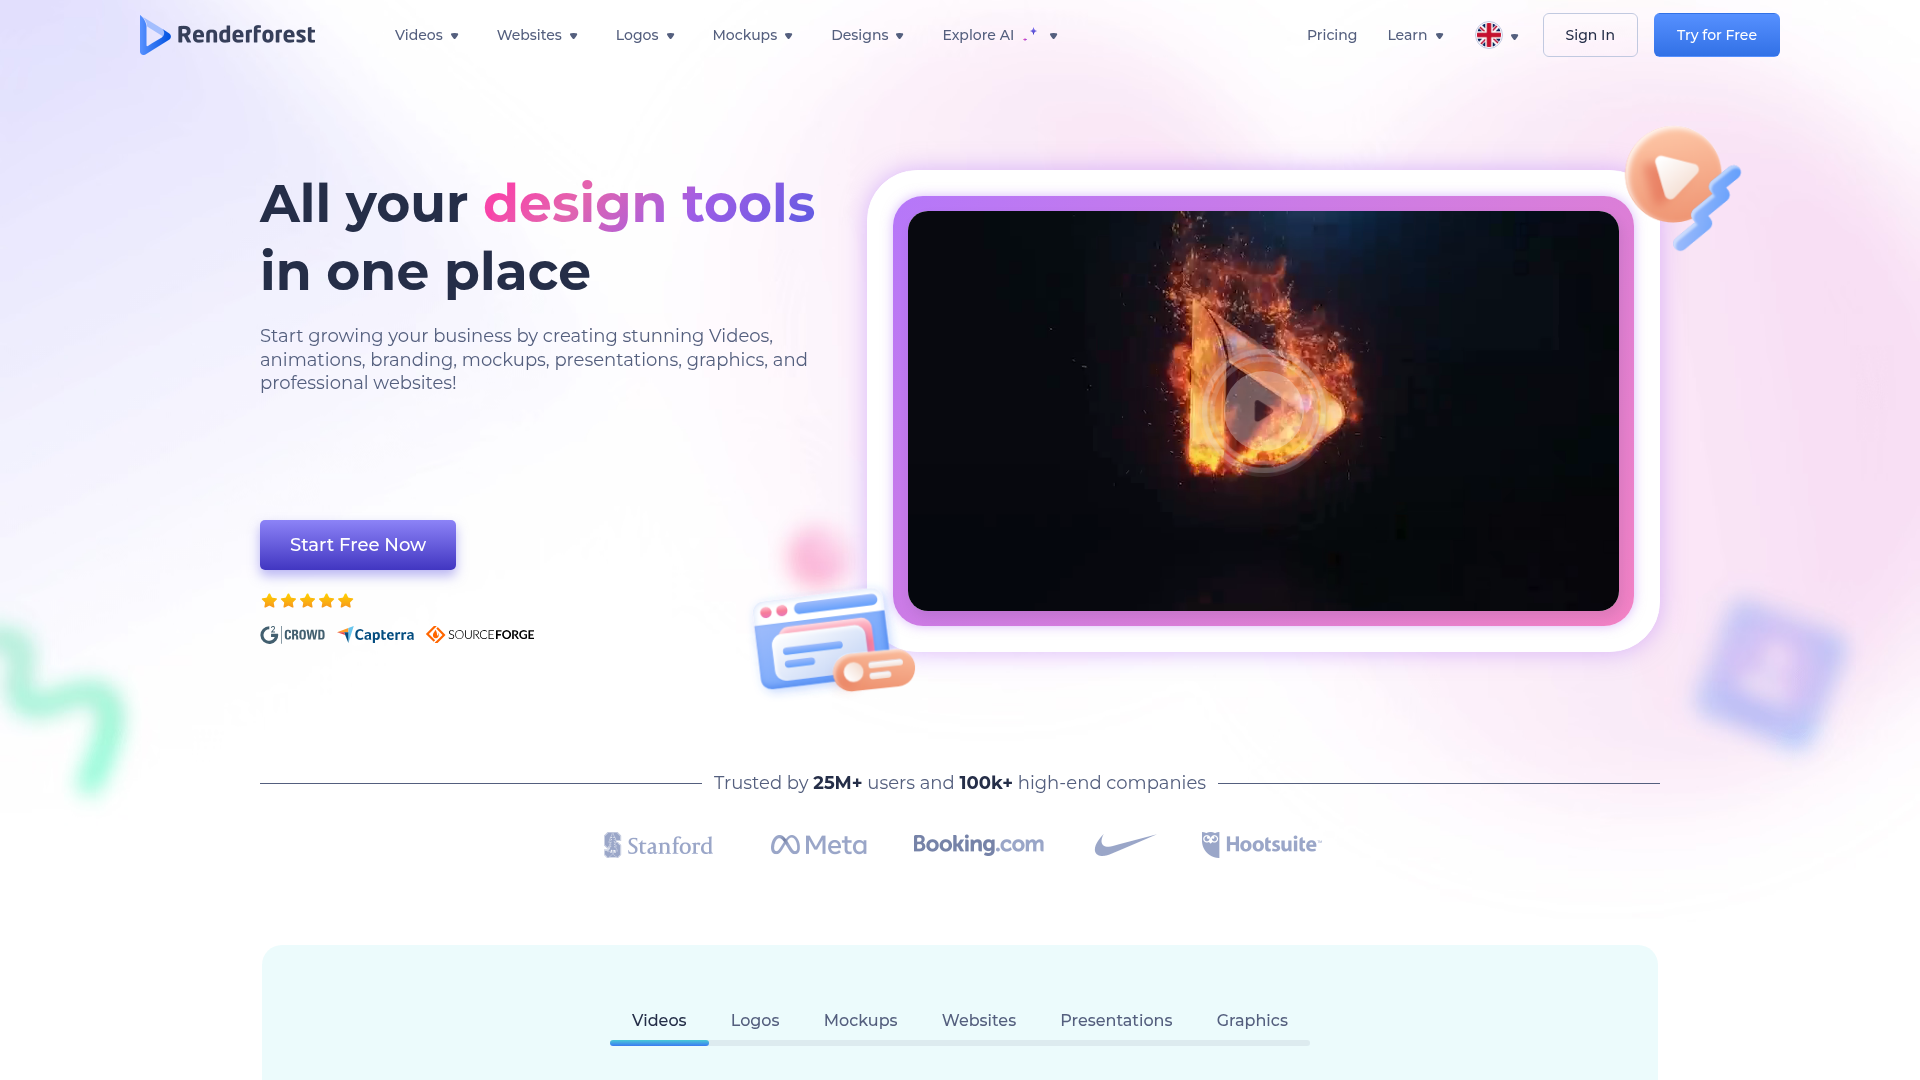 Renderforest
Videos
Websites
Logos
Mockups
Designs
Explore AI
Pricing
Learn
Sign In
Try for Free
All your design tools
in one place
Start growing your business by creating stunning Videos,
animations, branding, mockups, presentations, graphics, and
professional websites!
Start Free Now
G2 CROWD
Capterra
SOURCEFORGE
Trusted by 25M+ users and 100k+ high-end companies
Stanford
Meta
Booking.com
Hootsuite™
Videos
Logos
Mockups
Websites
Presentations
Graphics